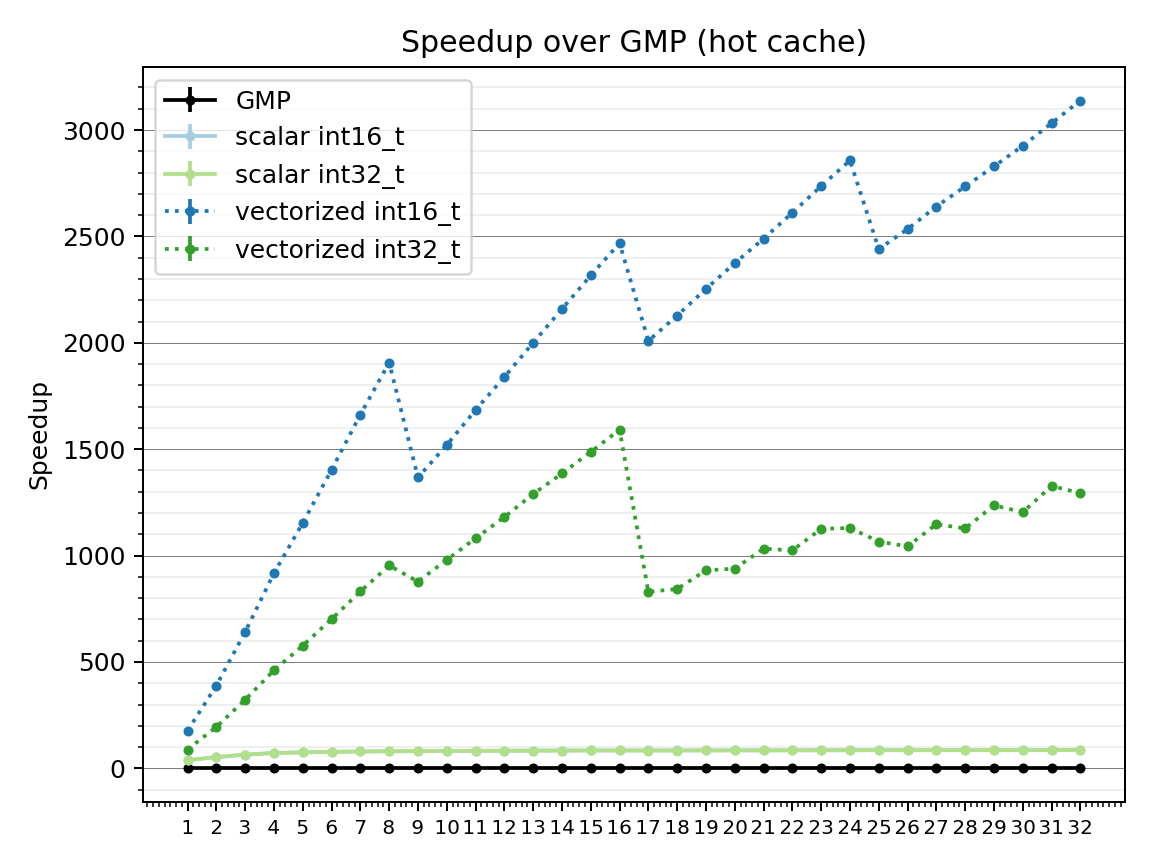 Speedup over GMP (hot cache)
GMP
scalar int16_t
scalar int32_t
vectorized int16_t
vectorized int32_t
3000
2500
2000
1500
1000
500
0
Speedup
1 2 3 4 5 6 7 8 9 10 11 12 13 14 15 16 17 18 19 20 21 22 23 24 25 26 27 28 29 30 31 32